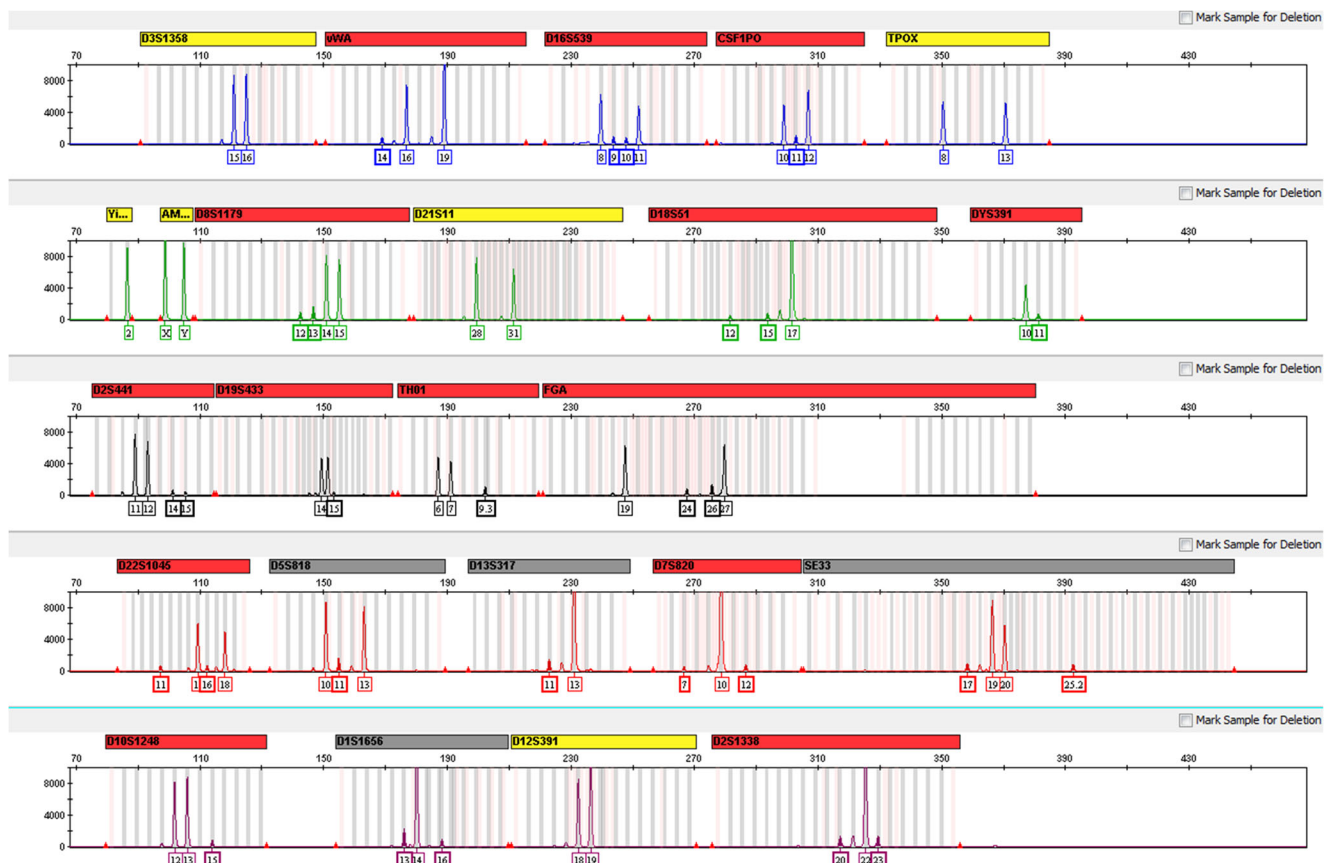 Mark Sample for Deletion
D3S1358 vWA D16S539 CSF1PO TPOX
70 110 150 190 230 270 310 350 390 430
8000
4000
0
15 16 14 16 19 8 9 10 11 10 11 12 8 13
Mark Sample for Deletion
Yi... AM... D8S1179 D21S11 D18S51 DYS391
70 110 150 190 230 270 310 350 390 430
8000
4000
0
2 X Y 12 13 14 15 28 31 12 15 17 10 11
Mark Sample for Deletion
D2S441 D19S433 TH01 FGA
70 110 150 190 230 270 310 350 390 430
8000
4000
0
11 12 14 15 14 15 6 7 9.3 19 24 26 27
Mark Sample for Deletion
D22S1045 D5S818 D13S317 D7S820 SE33
70 110 150 190 230 270 310 350 390 430
8000
4000
0
11 16 18 10 11 13 11 13 7 10 12 17 19 20 25.2
Mark Sample for Deletion
D10S1248 D1S1656 D12S391 D2S1338
70 110 150 190 230 270 310 350 390 430
8000
4000
0
12 13 15 13 14 16 18 19 20 22 23